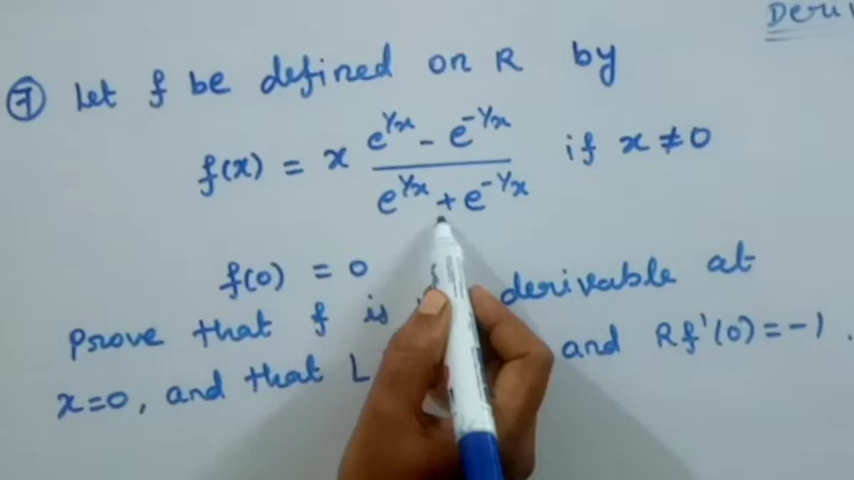 Deri
⑦ Let f be defined on R by
f(x) = x (e^{1/x} - e^{-1/x}) / (e^{1/x} + e^{-1/x}) if x ≠ 0
f(0) = 0
Prove that f is derivable at
x=0, and that L and Rf'(0) = -1.